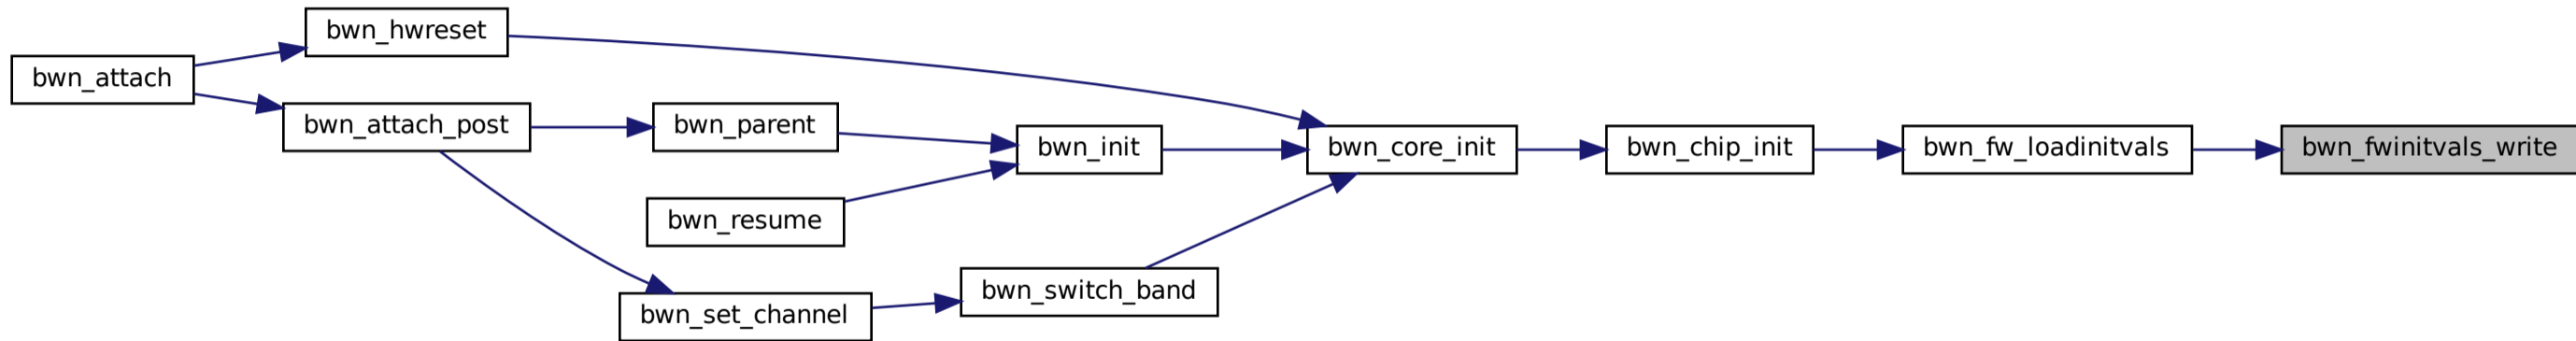 bwn_attach
bwn_hwreset
bwn_attach_post
bwn_parent
bwn_resume
bwn_set_channel
bwn_init
bwn_switch_band
bwn_core_init
bwn_chip_init
bwn_fw_loadinitvals
bwn_fwinitvals_write